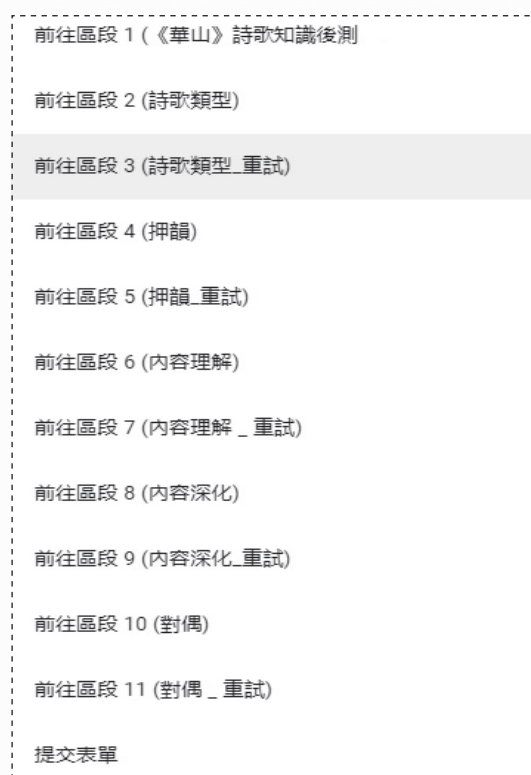 前往區段 1 (《華山》詩歌知識後測
前往區段 2 (詩歌類型)
前往區段 3 (詩歌類型_重試)
前往區段 4 (押韻)
前往區段 5 (押韻_重試)
前往區段 6 (內容理解)
前往區段 7 (內容理解 _ 重試)
前往區段 8 (內容深化)
前往區段 9 (內容深化_重試)
前往區段 10 (對偶)
前往區段 11 (對偶 _ 重試)
提交表單